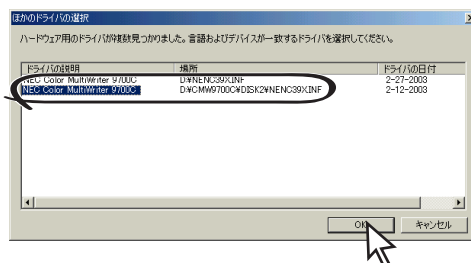 ほかのドライバの選択
ハードウェア用のドライバが複数見つかりました。言語およびデバイスが一致するドライバを選択してください。
ドライバの説明 場所 ドライバの日付
NEC Color MultiWriter 9700C D:¥NENC39X.INF 2-27-2003
NEC Color MultiWriter 9700C D:¥CMW9700C¥DISK2¥NENC39X.INF 2-12-2003
OK キャンセル